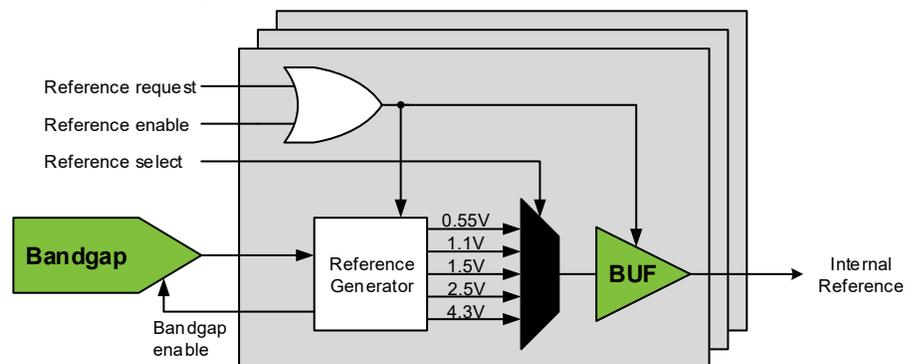 Reference request
Reference enable
Reference select
Bandgap
Bandgap
enable
Reference
Generator
0.55V
1.1V
1.5V
2.5V
4.3V
BUF
Internal
Reference